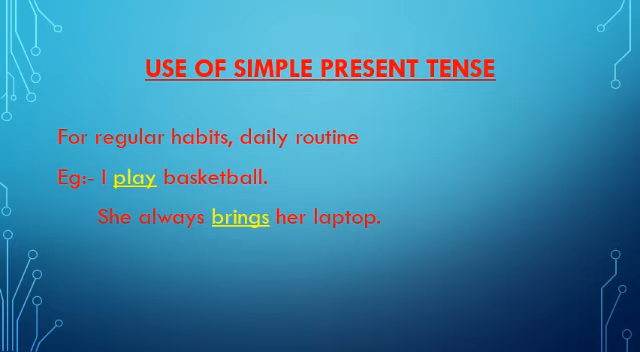 USE OF SIMPLE PRESENT TENSE
For regular habits, daily routine
Eg:- I play basketball.
She always brings her laptop.